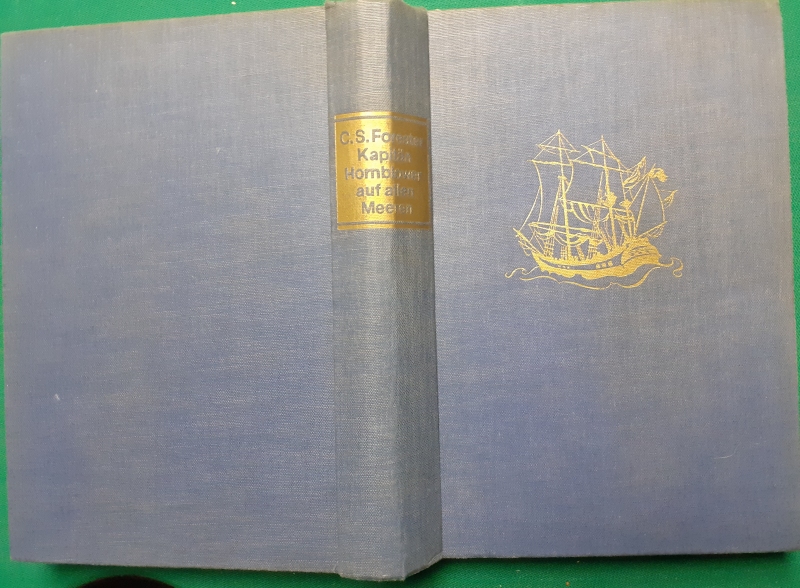 C.S. Forester
Kapitän
Hornblower
auf allen
Meeren